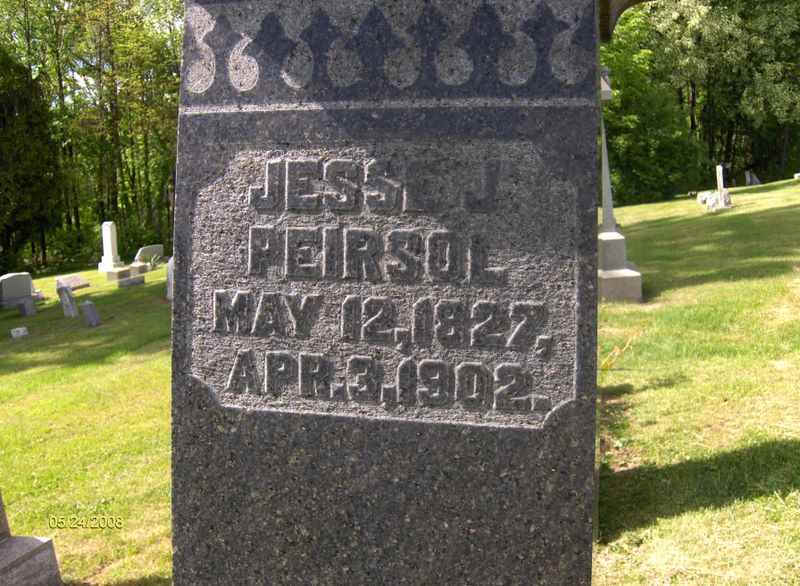 JESSE J
PEIRSOL
MAY 12, 1827,
APR. 3, 1902.
05/24/2008